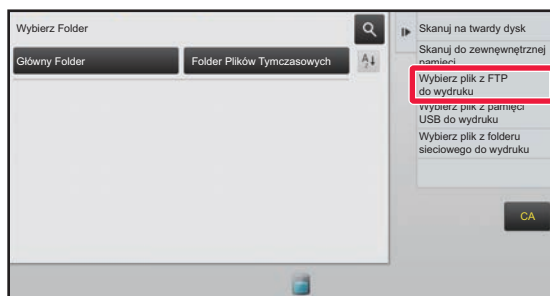 Wybierz Folder
Główny Folder
Folder Plików Tymczasowych
Skanuj na twardy dysk
Skanuj do zewnęwnętrznej
pamięci
Wybierz plik z FTP
do wydruku
Wybierz plik z pamięci
USB do wydruku
Wybierz plik z folderu
sieciowego do wydruku
CA